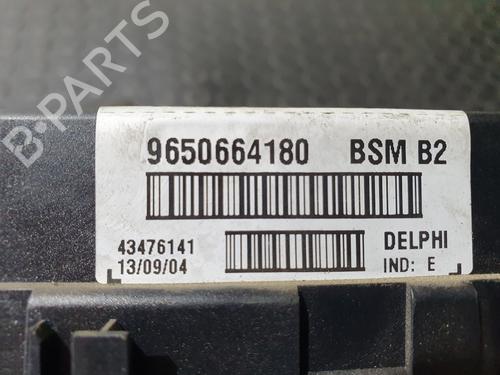 B-PARTS
9650664180 BSM B2
43476141 DELPHI
13/09/04 IND: E